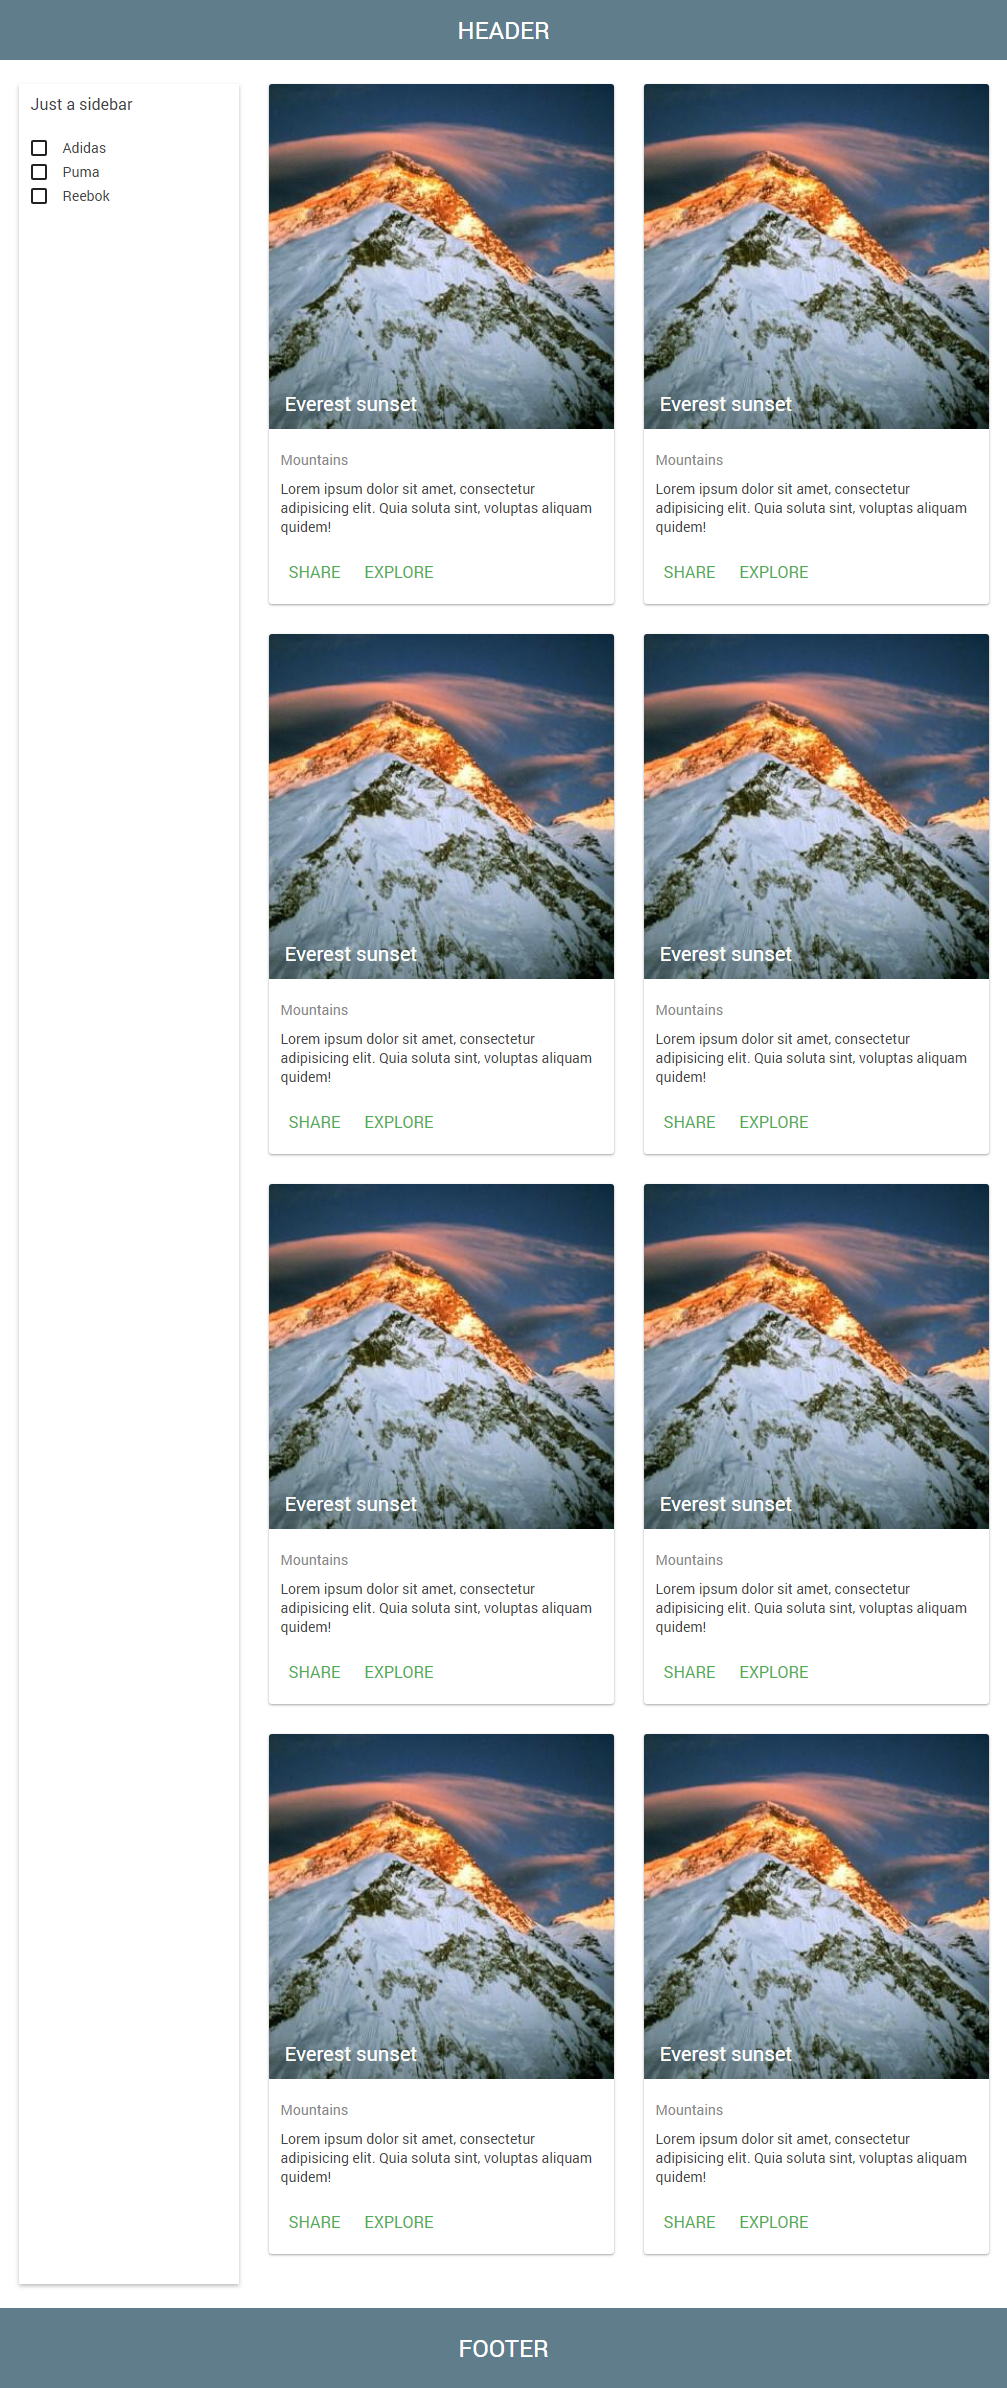 HEADER
Just a sidebar
Adidas
Puma
Reebok
Everest sunset
Mountains
Lorem ipsum dolor sit amet, consectetur
adipisicing elit. Quia soluta sint, voluptas aliquam
quidem!
SHARE EXPLORE
Everest sunset
Mountains
Lorem ipsum dolor sit amet, consectetur
adipisicing elit. Quia soluta sint, voluptas aliquam
quidem!
SHARE EXPLORE
Everest sunset
Mountains
Lorem ipsum dolor sit amet, consectetur
adipisicing elit. Quia soluta sint, voluptas aliquam
quidem!
SHARE EXPLORE
Everest sunset
Mountains
Lorem ipsum dolor sit amet, consectetur
adipisicing elit. Quia soluta sint, voluptas aliquam
quidem!
SHARE EXPLORE
Everest sunset
Mountains
Lorem ipsum dolor sit amet, consectetur
adipisicing elit. Quia soluta sint, voluptas aliquam
quidem!
SHARE EXPLORE
Everest sunset
Mountains
Lorem ipsum dolor sit amet, consectetur
adipisicing elit. Quia soluta sint, voluptas aliquam
quidem!
SHARE EXPLORE
Everest sunset
Mountains
Lorem ipsum dolor sit amet, consectetur
adipisicing elit. Quia soluta sint, voluptas aliquam
quidem!
SHARE EXPLORE
Everest sunset
Mountains
Lorem ipsum dolor sit amet, consectetur
adipisicing elit. Quia soluta sint, voluptas aliquam
quidem!
SHARE EXPLORE
FOOTER